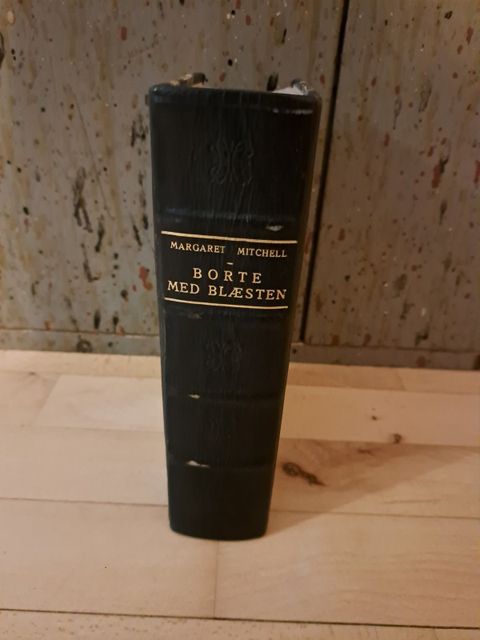 MARGARET MITCHELL
–
BORTE
MED BLÆSTEN